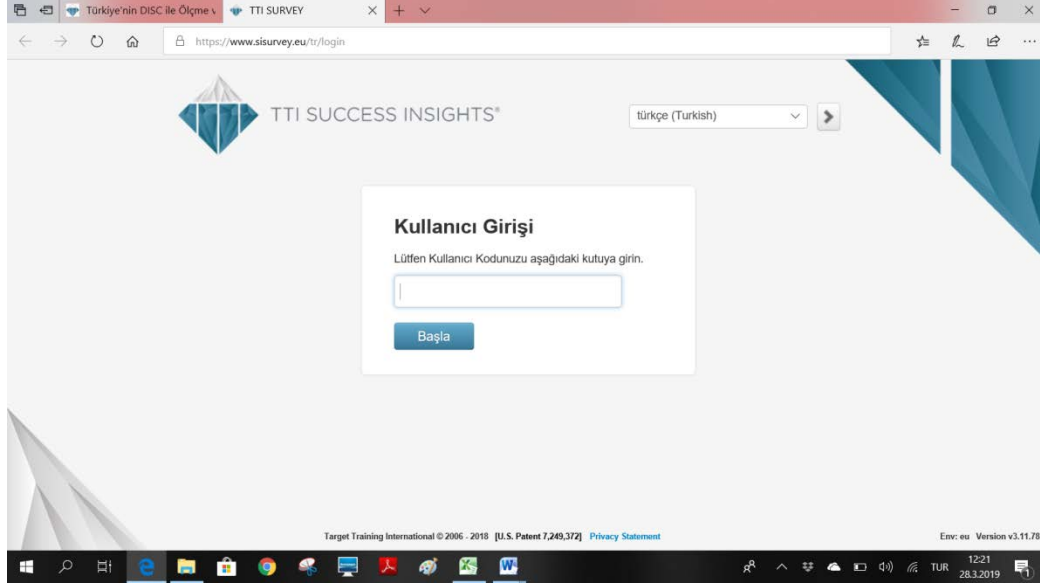 Türkiye'nin DISC ile Ölçme v
TTI SURVEY
https://www.sisurvey.eu/tr/login
TTI SUCCESS INSIGHTS®
türkçe (Turkish)
Kullanıcı Girişi
Lütfen Kullanıcı Kodunuzu aşağıdaki kutuya girin.
Başla
Target Training International © 2006 - 2018 [U.S. Patent 7,249,372] Privacy Statement
Env: eu Version v3.11.78
TUR
12:21
28.3.2019
1